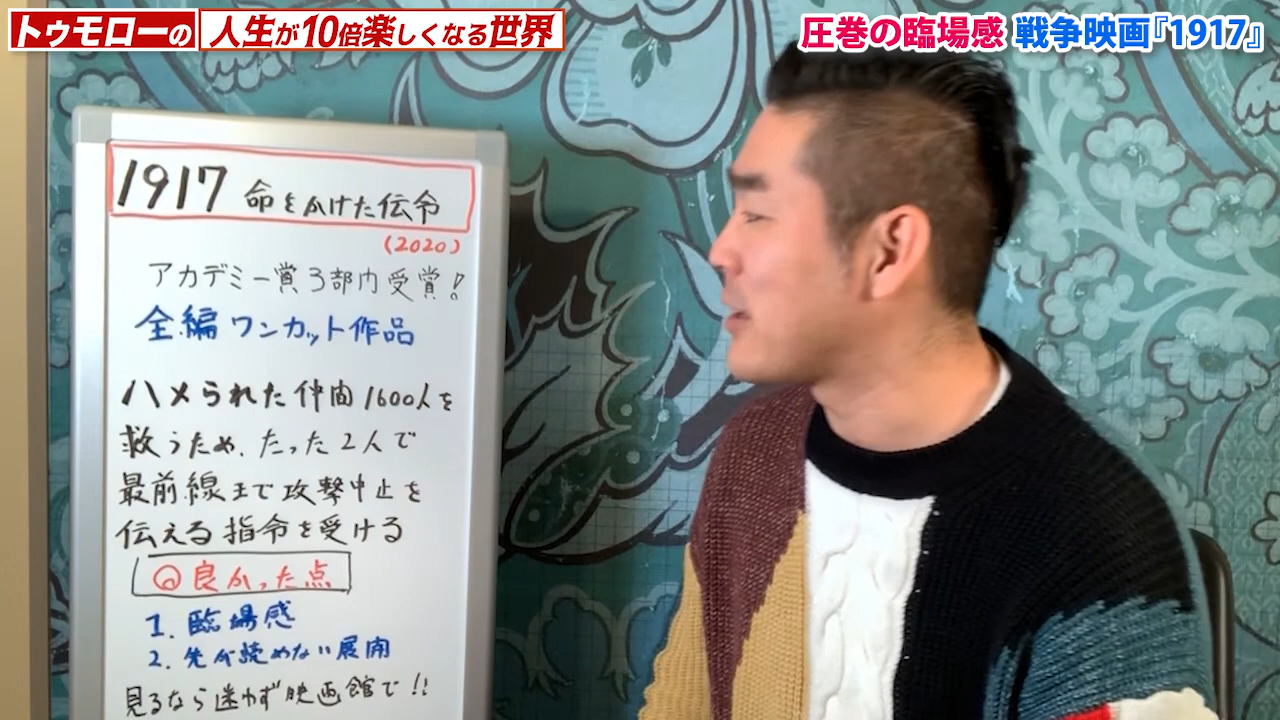 トゥモローの 人生が10倍楽しくなる世界
圧巻の臨場感 戦争映画『1917』
1917 命をかけた伝令
(2020)
アカデミー賞3部門受賞!
全編ワンカット作品
ハメられた仲間1600人を
救うため、たった2人で
最前線まで攻撃中止を
伝える指令を受ける
◎良かった点
1. 臨場感
2. 先が読めない展開
見るなら迷わず映画館で!!